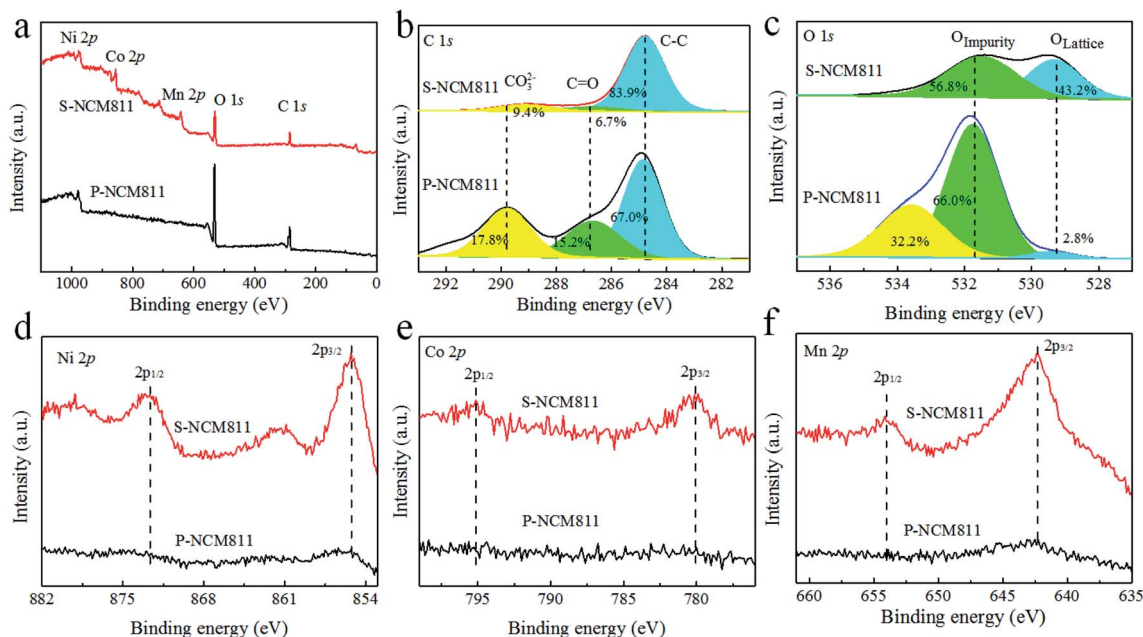 a
Ni 2p
Co 2p
S-NCM811
Mn 2p
O 1s
C 1s
P-NCM811
Intensity (a.u.)
1000 800 600 400 200 0
Binding energy (eV)
b
C 1s
C-C
S-NCM811
CO₃²⁻
C=O
83.9%
9.4%
6.7%
P-NCM811
67.0%
17.8%
15.2%
Intensity (a.u.)
292 290 288 286 284 282
Binding energy (eV)
c
O 1s
O_Impurity
O_Lattice
S-NCM811
56.8%
43.2%
P-NCM811
66.0%
32.2%
2.8%
Intensity (a.u.)
536 534 532 530 528
Binding energy (eV)
d
Ni 2p
2p3/2
2p1/2
S-NCM811
P-NCM811
Intensity (a.u.)
882 875 868 861 854
Binding energy (eV)
e
Co 2p
2p1/2
2p3/2
S-NCM811
P-NCM811
Intensity (a.u.)
795 790 785 780
Binding energy (eV)
f
Mn 2p
2p3/2
2p1/2
S-NCM811
P-NCM811
Intensity (a.u.)
660 655 650 645 640 635
Binding energy (eV)